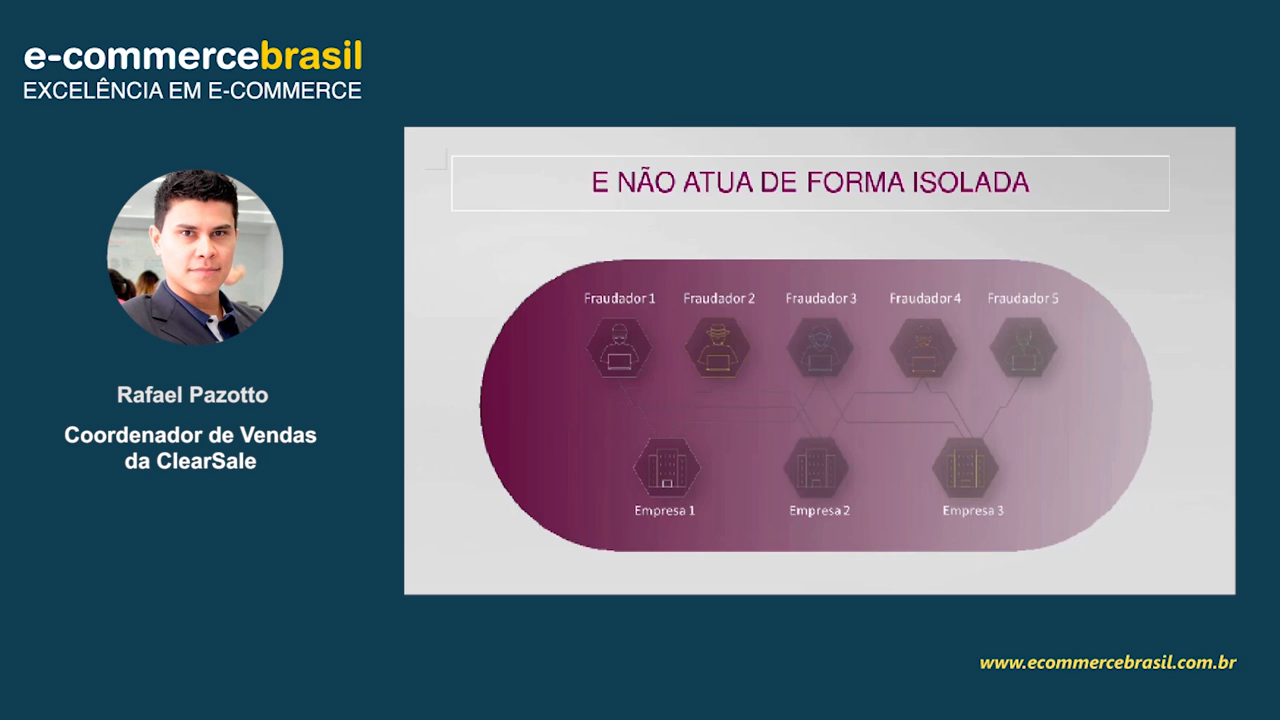 e-commercebrasil
EXCELÊNCIA EM E-COMMERCE
E NÃO ATUA DE FORMA ISOLADA
Fraudador 1 Fraudador 2 Fraudador 3 Fraudador 4 Fraudador 5
Empresa 1 Empresa 2 Empresa 3
Rafael Pazotto
Coordenador de Vendas
da ClearSale
www.ecommercebrasil.com.br